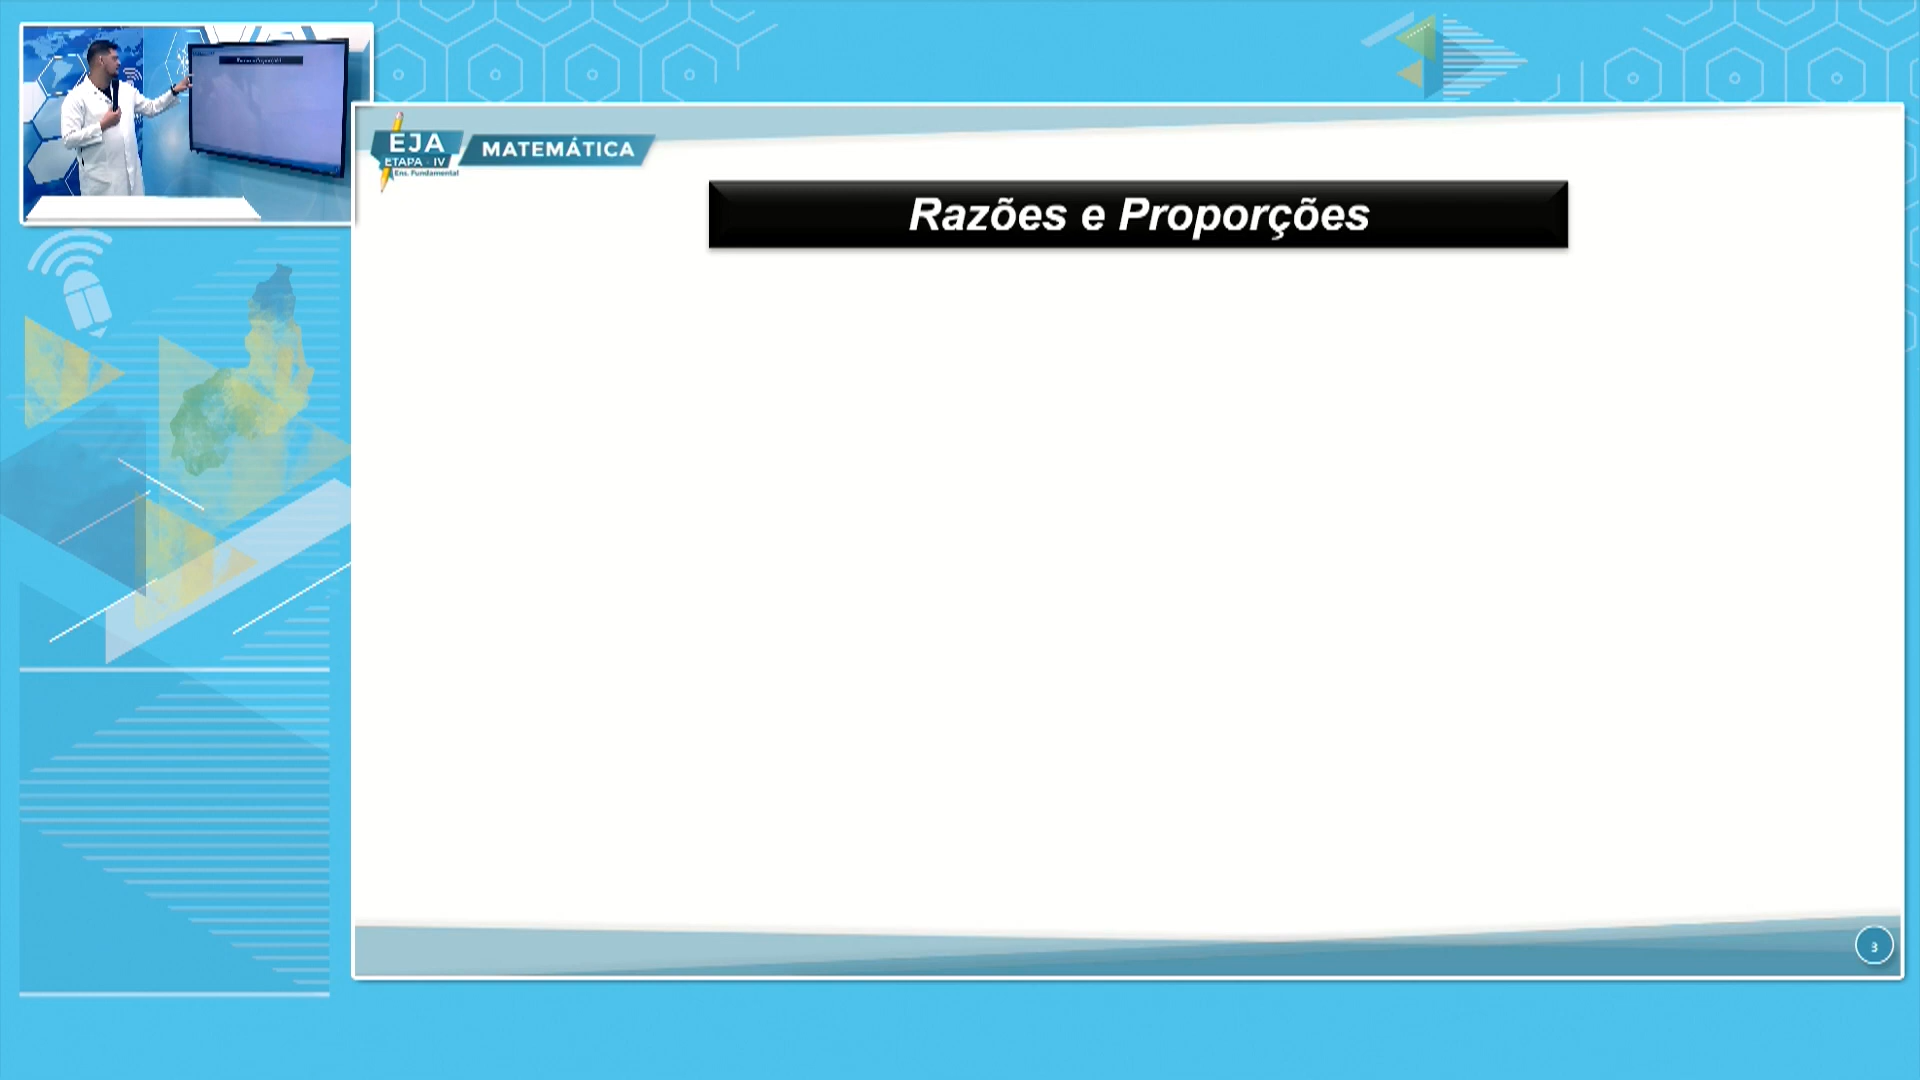 EJA
ETAPA - IV
Ens. Fundamental
MATEMÁTICA
Razões e Proporções
3